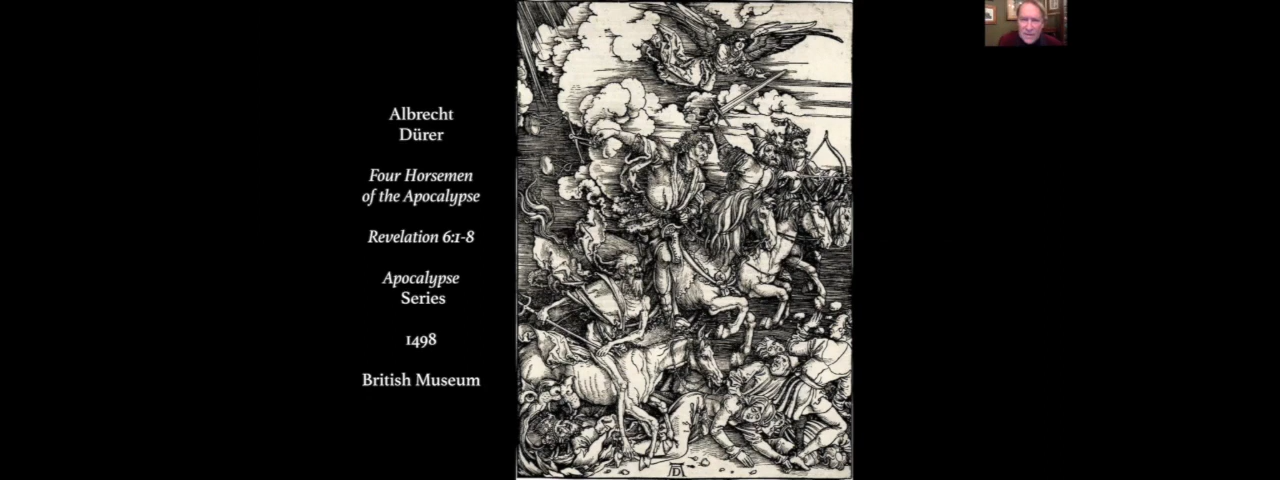 Albrecht
Dürer
Four Horsemen
of the Apocalypse
Revelation 6:1-8
Apocalypse
Series
1498
British Museum
AD